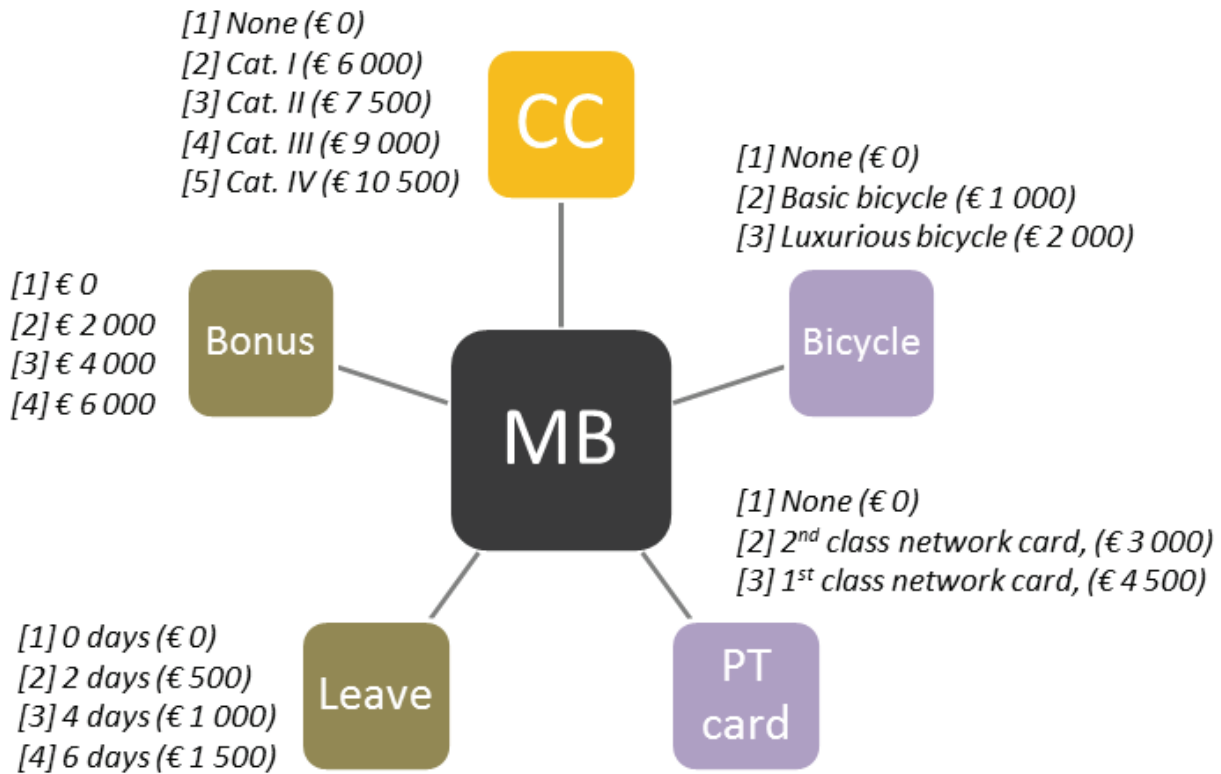 [1] None (€ 0)
[2] Cat. I (€ 6 000)
[3] Cat. II (€ 7 500)
[4] Cat. III (€ 9 000)
[5] Cat. IV (€ 10 500)
CC
[1] None (€ 0)
[2] Basic bicycle (€ 1 000)
[3] Luxurious bicycle (€ 2 000)
Bicycle
[1] € 0
[2] € 2 000
[3] € 4 000
[4] € 6 000
Bonus
MB
[1] None (€ 0)
[2] 2nd class network card, (€ 3 000)
[3] 1st class network card, (€ 4 500)
PT
card
[1] 0 days (€ 0)
[2] 2 days (€ 500)
[3] 4 days (€ 1 000)
[4] 6 days (€ 1 500)
Leave